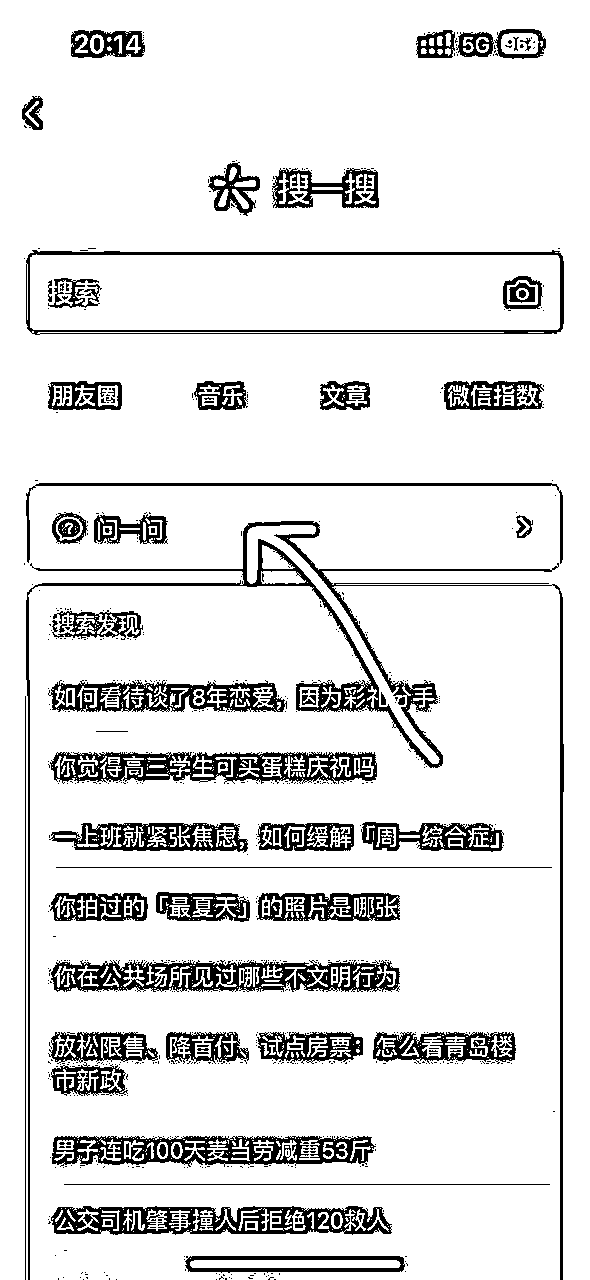 20:14
5G 96
搜一搜
搜索
朋友圈 音乐 文章 微信指数
问一问
搜索发现
如何看待谈了8年恋爱，因为彩礼分手
你觉得高三学生可买蛋糕庆祝吗
一上班就紧张焦虑，如何缓解「周一综合症」
你拍过的「最夏天」的照片是哪张
你在公共场所见过哪些不文明行为
放松限售、降首付、试点房票：怎么看青岛楼
市新政
男子连吃100天麦当劳减重53斤
公交司机肇事撞人后拒绝120救人